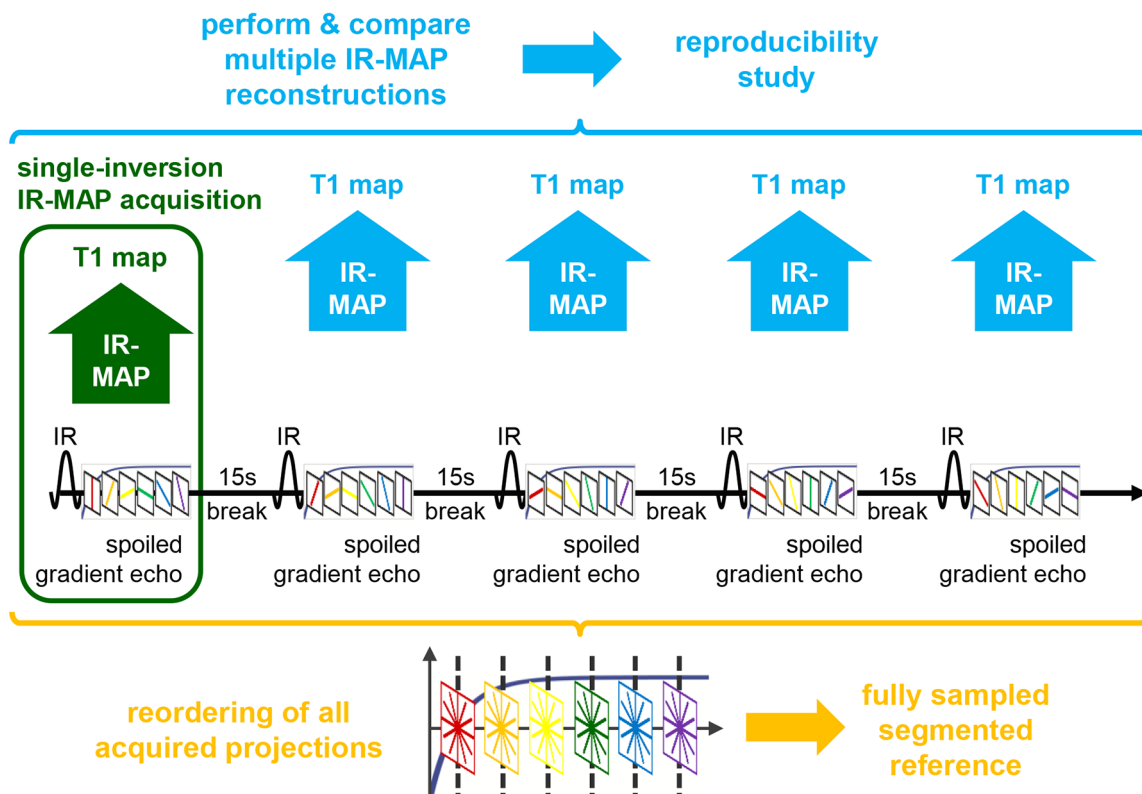 perform & compare
multiple IR-MAP
reconstructions
reproducibility
study
single-inversion
IR-MAP acquisition
T1 map
T1 map
T1 map
T1 map
T1 map
IR-
MAP
IR-
MAP
IR-
MAP
IR-
MAP
IR-
MAP
IR
IR
IR
IR
IR
15s
break
15s
break
15s
break
15s
break
spoiled
gradient echo
spoiled
gradient echo
spoiled
gradient echo
spoiled
gradient echo
spoiled
gradient echo
reordering of all
acquired projections
fully sampled
segmented
reference